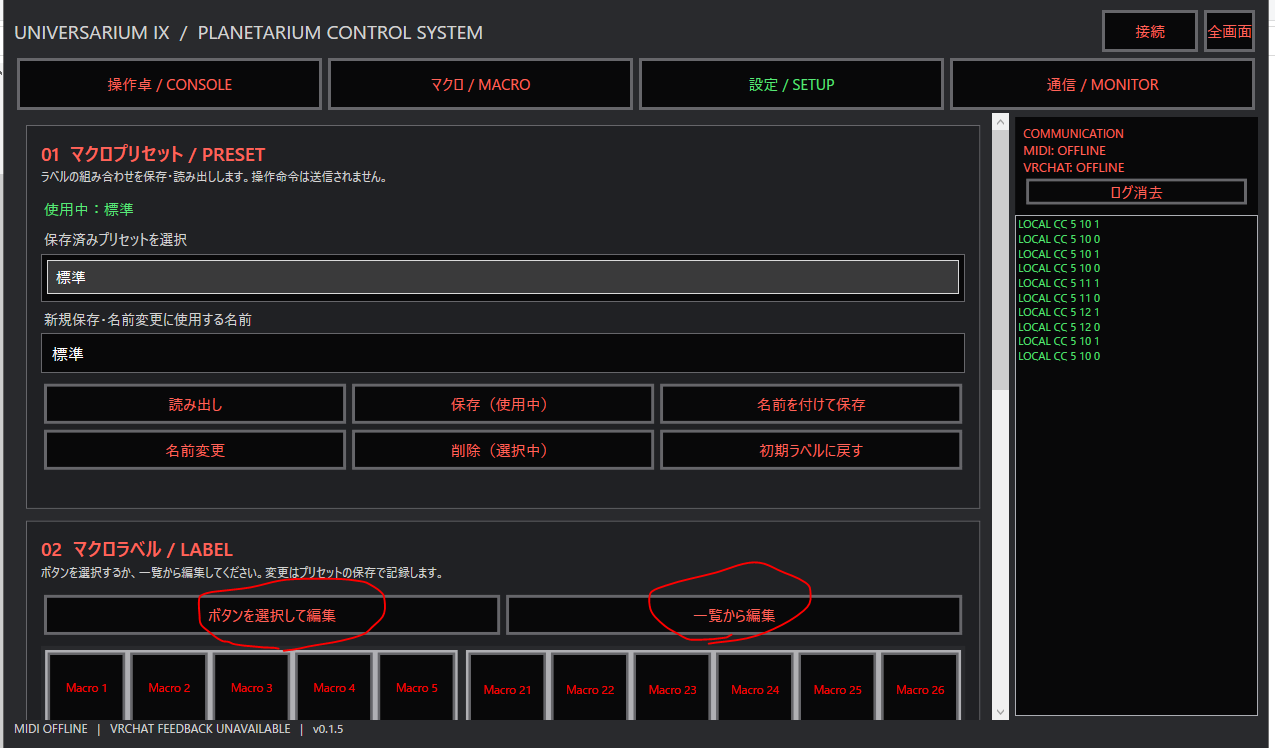 UNIVERSARIUM IX / PLANETARIUM CONTROL SYSTEM
接続
全画面
操作卓 / CONSOLE
マクロ / MACRO
設定 / SETUP
通信 / MONITOR
01 マクロプリセット / PRESET
ラベルの組み合わせを保存・読み出しします。操作命令は送信されません。
使用中：標準
保存済みプリセットを選択
標準
新規保存・名前変更に使用する名前
標準
読み出し
保存（使用中）
名前を付けて保存
名前変更
削除（選択中）
初期ラベルに戻す
02 マクロラベル / LABEL
ボタンを選択するか、一覧から編集してください。変更はプリセットの保存で記録します。
ボタンを選択して編集
一覧から編集
Macro 1
Macro 2
Macro 3
Macro 4
Macro 5
Macro 21
Macro 22
Macro 23
Macro 24
Macro 25
Macro 26
COMMUNICATION
MIDI: OFFLINE
VRCHAT: OFFLINE
ログ消去
LOCAL CC 5 10 1
LOCAL CC 5 10 0
LOCAL CC 5 10 1
LOCAL CC 5 10 0
LOCAL CC 5 11 1
LOCAL CC 5 11 0
LOCAL CC 5 12 1
LOCAL CC 5 12 0
LOCAL CC 5 10 1
LOCAL CC 5 10 0
MIDI OFFLINE | VRCHAT FEEDBACK UNAVAILABLE | v0.1.5